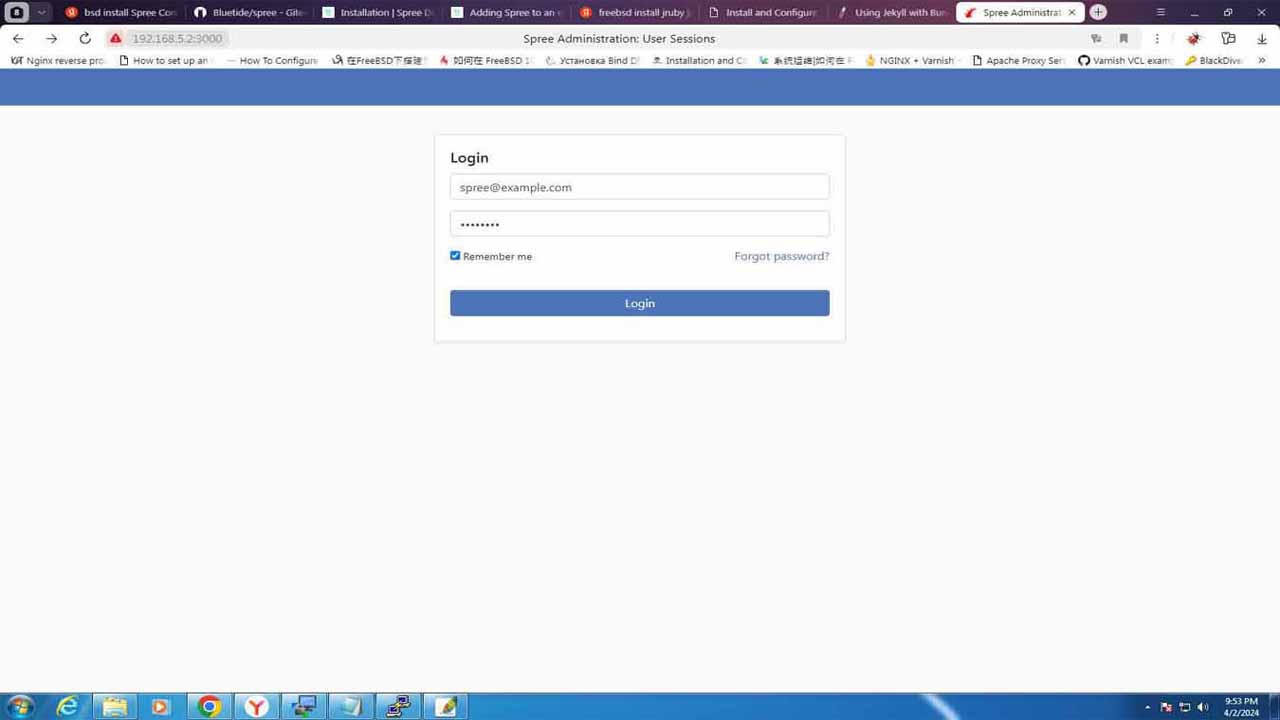 8
bsd install Spree Con
Bluetide/spree - Gite
Installation | Spree D
Adding Spree to an e
freebsd install jruby
Install and Configure
Using Jekyll with Bun
Spree Administrat
192.168.5.2:3000
Spree Administration: User Sessions
Nginx reverse pro
How to set up an
How To Configure
在FreeBSD下搭建
如何在 FreeBSD 1
Установка Bind D
Installation and C
系统运维|如何在 F
NGINX + Varnish
Apache Proxy Ser
Varnish VCL exam
BlackDive
Login
spree@example.com
Remember me
Forgot password?
Login
9:53 PM
4/2/2024